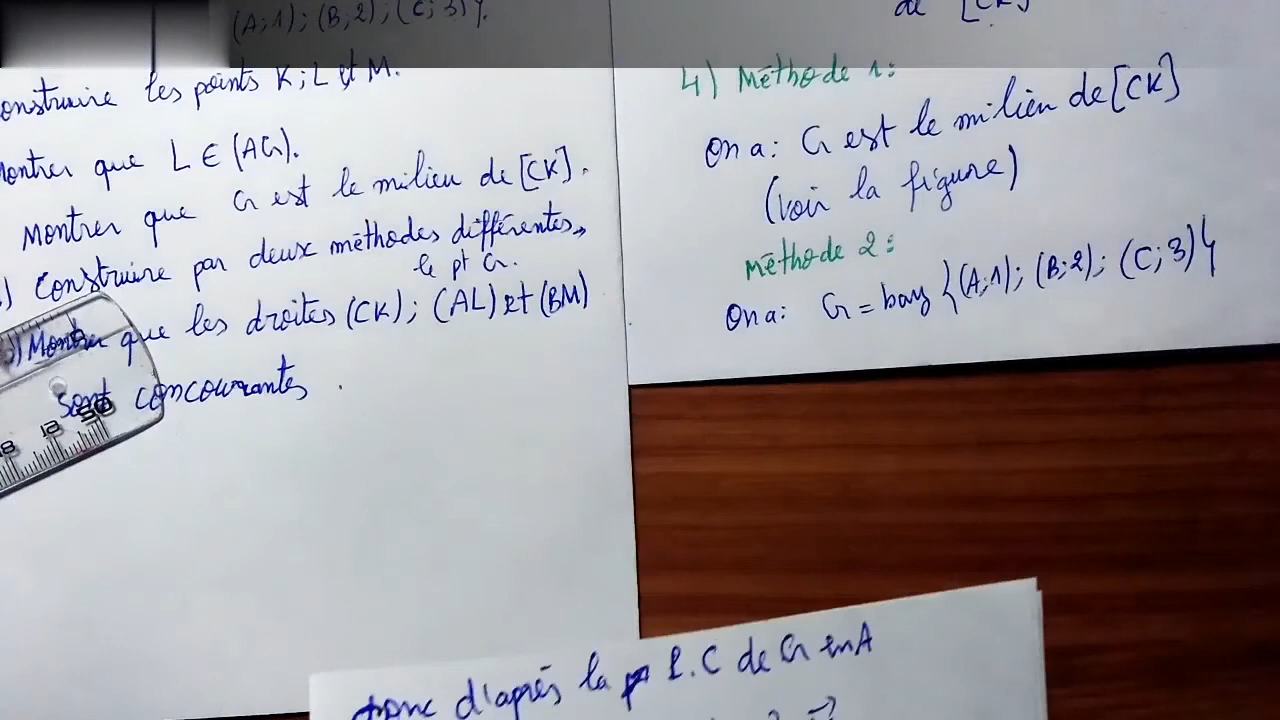 (A;1); (B,2); (C;3)}.
onstruire les points K; L et M.
ontrer que L ∈ (AG).
Montrer que G est le milieu de [CK].
) Construire par deux méthodes différentes,
le pt G.
)) Montrer que les droites (CK); (AL) et (BM)
sont concourantes.
de [CK]
4) Méthode 1:
On a: G est le milieu de [CK]
(voir la figure)
Méthode 2:
On a: G = bary {(A;1); (B;2); (C;3)}
donc d'après la p L.C de G en A